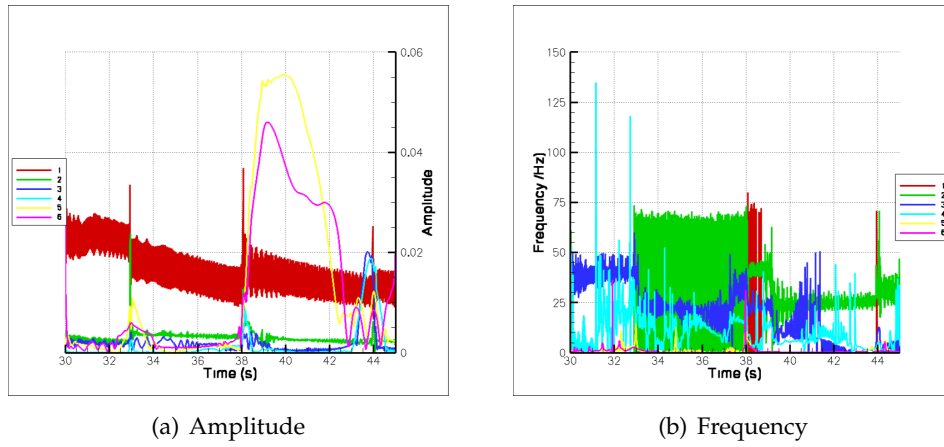 0.06
0.04
0.02
0
Amplitude
1
2
3
4
5
6
30 32 34 36 38 40 42 44
Time (s)
(a) Amplitude
150
125
100
75
50
25
0
Frequency /Hz
30 32 34 36 38 40 42 44
Time (s)
(b) Frequency